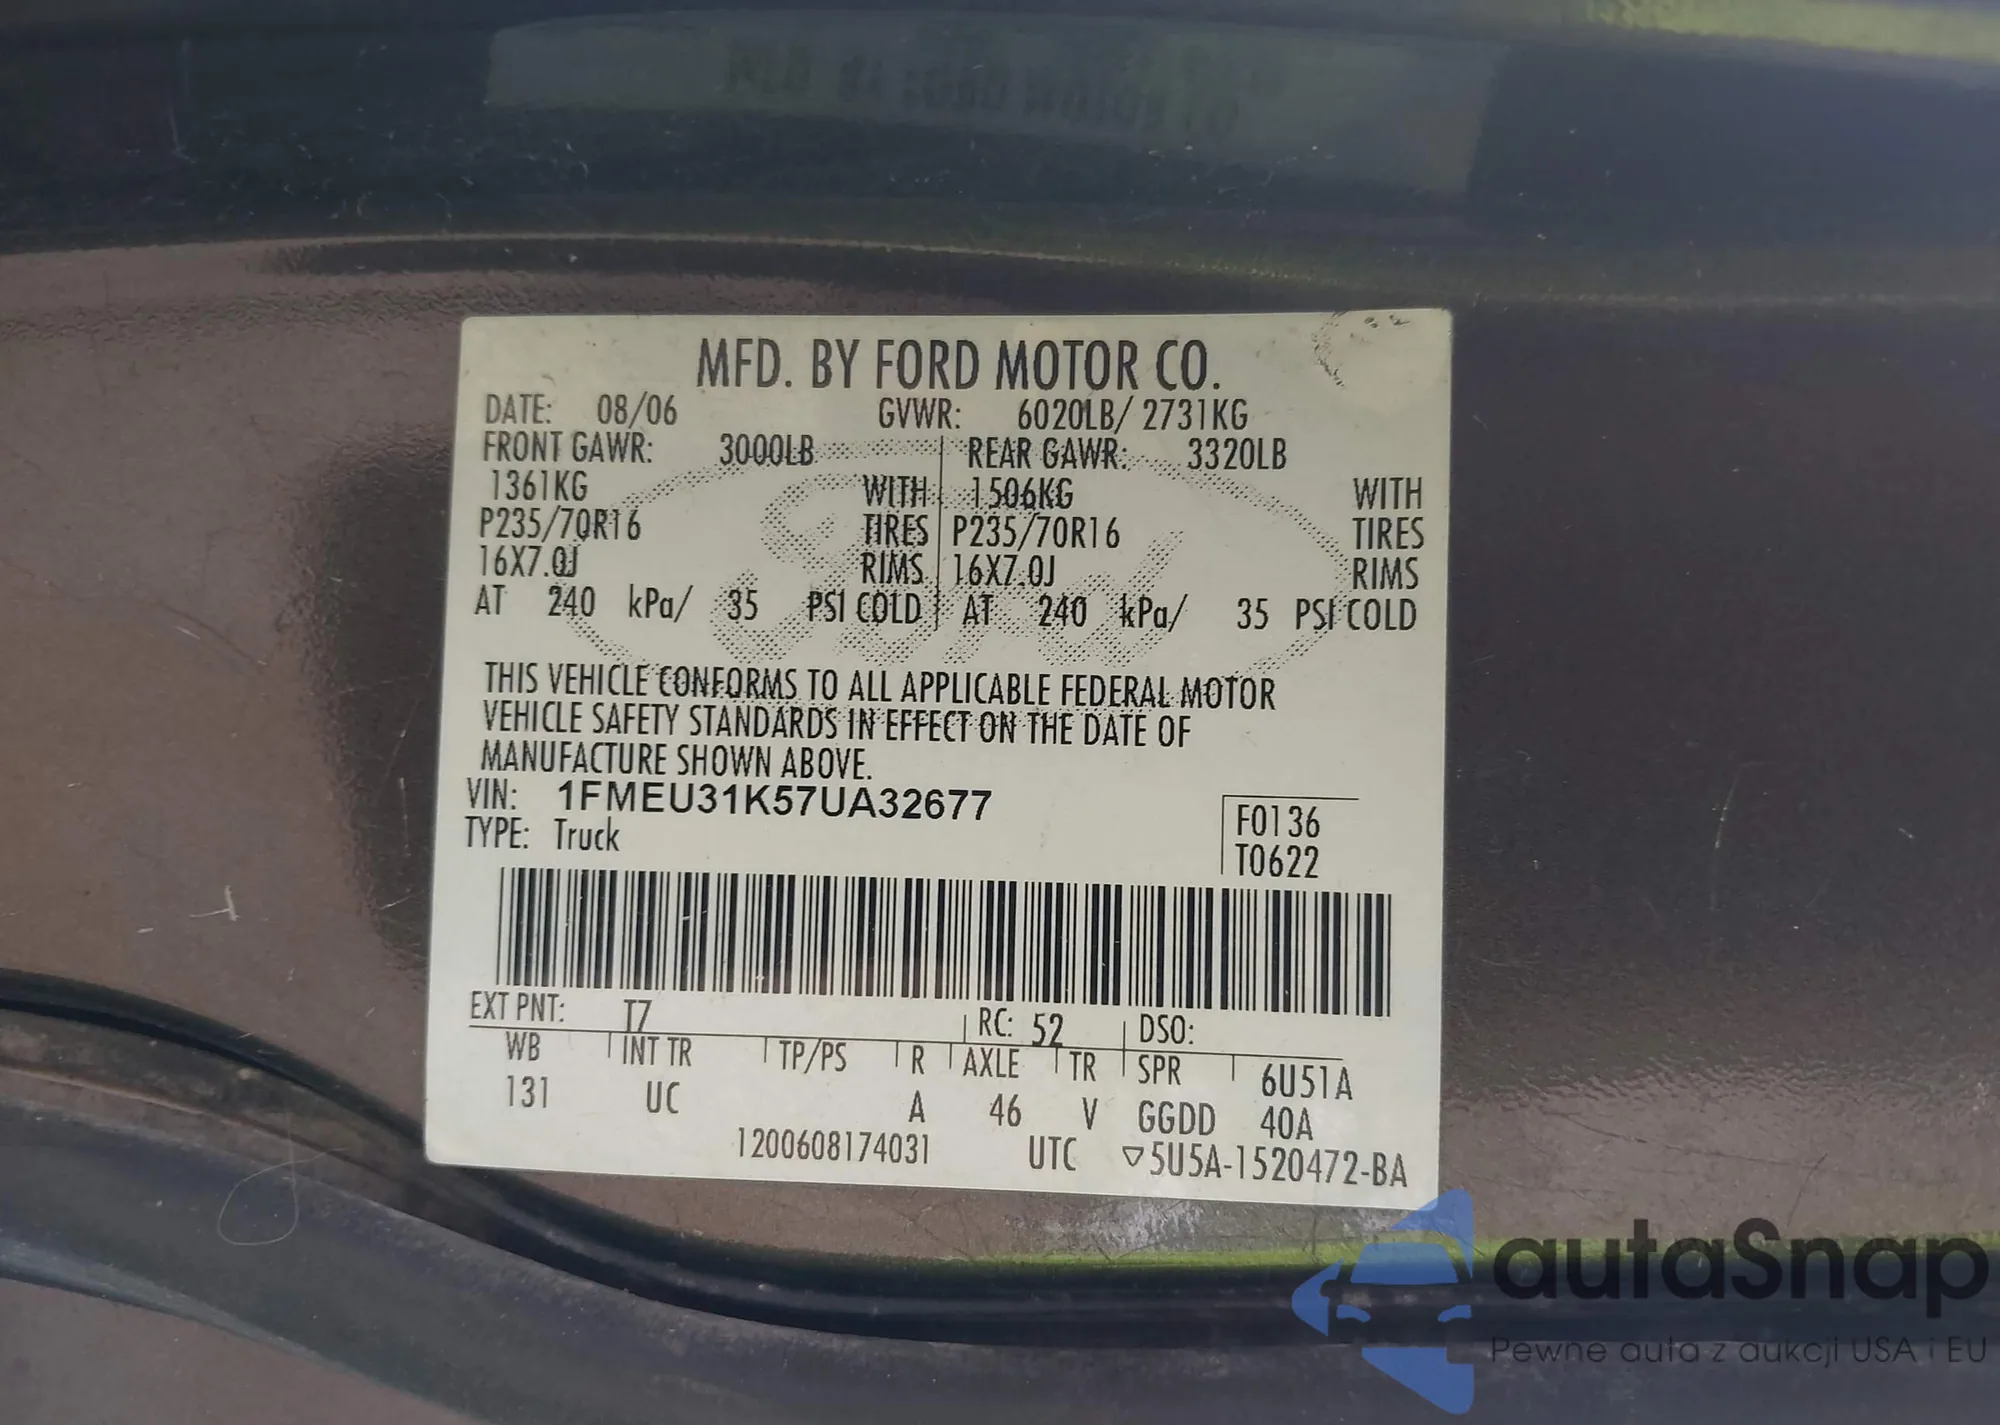 MFD. BY FORD MOTOR CO.
DATE: 08/06 GVWR: 6020LB/ 2731KG
FRONT GAWR: 3000LB REAR GAWR: 3320LB
1361KG WITH 1506KG WITH
P235/70R16 TIRES P235/70R16 TIRES
16X7.0J RIMS 16X7.0J RIMS
AT 240 kPa/ 35 PSI COLD AT 240 kPa/ 35 PSI COLD
THIS VEHICLE CONFORMS TO ALL APPLICABLE FEDERAL MOTOR
VEHICLE SAFETY STANDARDS IN EFFECT ON THE DATE OF
MANUFACTURE SHOWN ABOVE.
VIN: 1FMEU31K57UA32677
F0136
TYPE: Truck
T0622
EXT PNT: T7 RC: 52 DSO:
WB INT TR TP/PS R AXLE TR SPR 6U51A
131 UC A 46 V GGDD 40A
1200608174031 UTC ▽5U5A-1520472-BA
Ford
autaSnap
Pewne auta z aukcji USA i EU